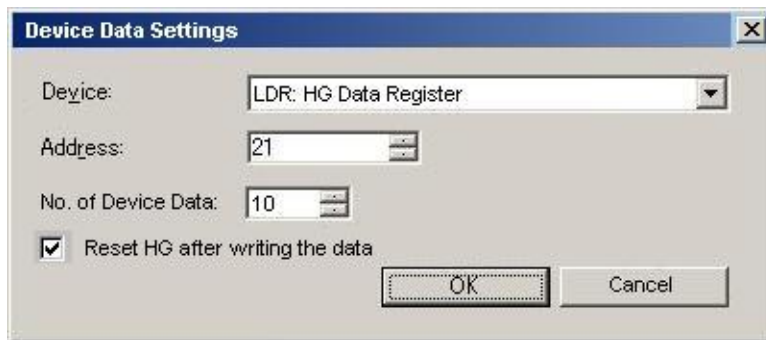 Device Data Settings
Device: LDR: HG Data Register
Address: 21
No. of Device Data: 10
Reset HG after writing the data
OK Cancel